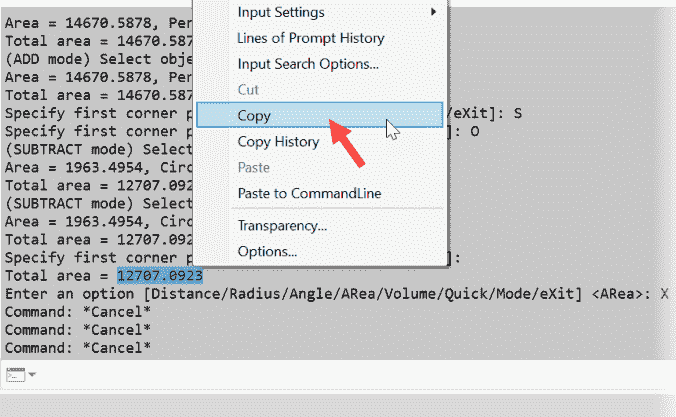 Input Settings
Area = 14670.5878, Per
Lines of Prompt History
Total area = 14670.587
(ADD mode) Select obje
Input Search Options...
Area = 14670.5878, Per
Cut
Total area = 14670.587
Copy
Specify first corner p /eXit]: S
Specify first corner p ]: O
Copy History
(SUBTRACT mode) Select
Area = 1963.4954, Circ
Paste
Total area = 12707.092
Paste to CommandLine
(SUBTRACT mode) Select
Area = 1963.4954, Circ
Transparency...
Total area = 12707.092
Options...
Specify first corner p ]:
Total area = 12707.0923
Enter an option [Distance/Radius/Angle/ARea/Volume/Quick/Mode/eXit] <ARea>: X
Command: *Cancel*
Command: *Cancel*
Command: *Cancel*